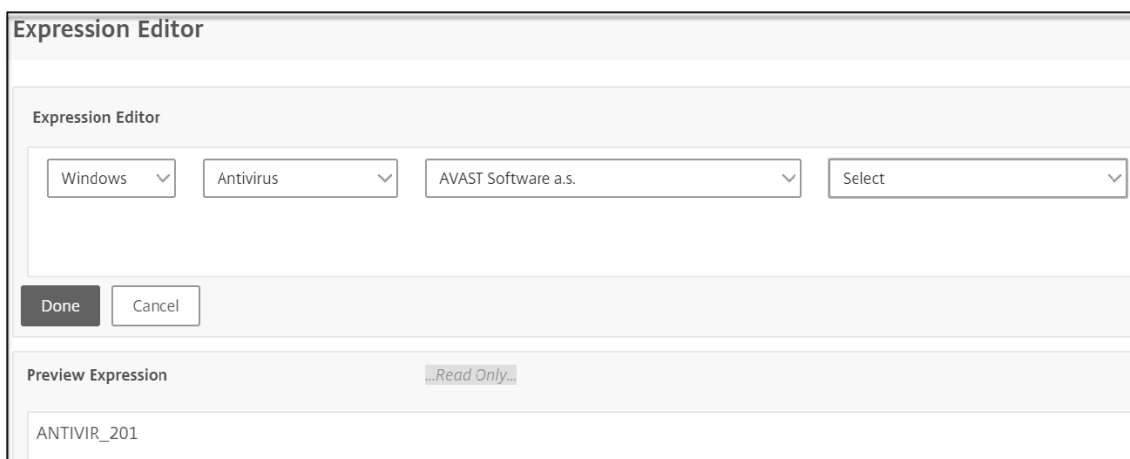 Expression Editor
Expression Editor
Windows Antivirus AVAST Software a.s. Select
Done Cancel
Preview Expression ...Read Only...
ANTIVIR_201